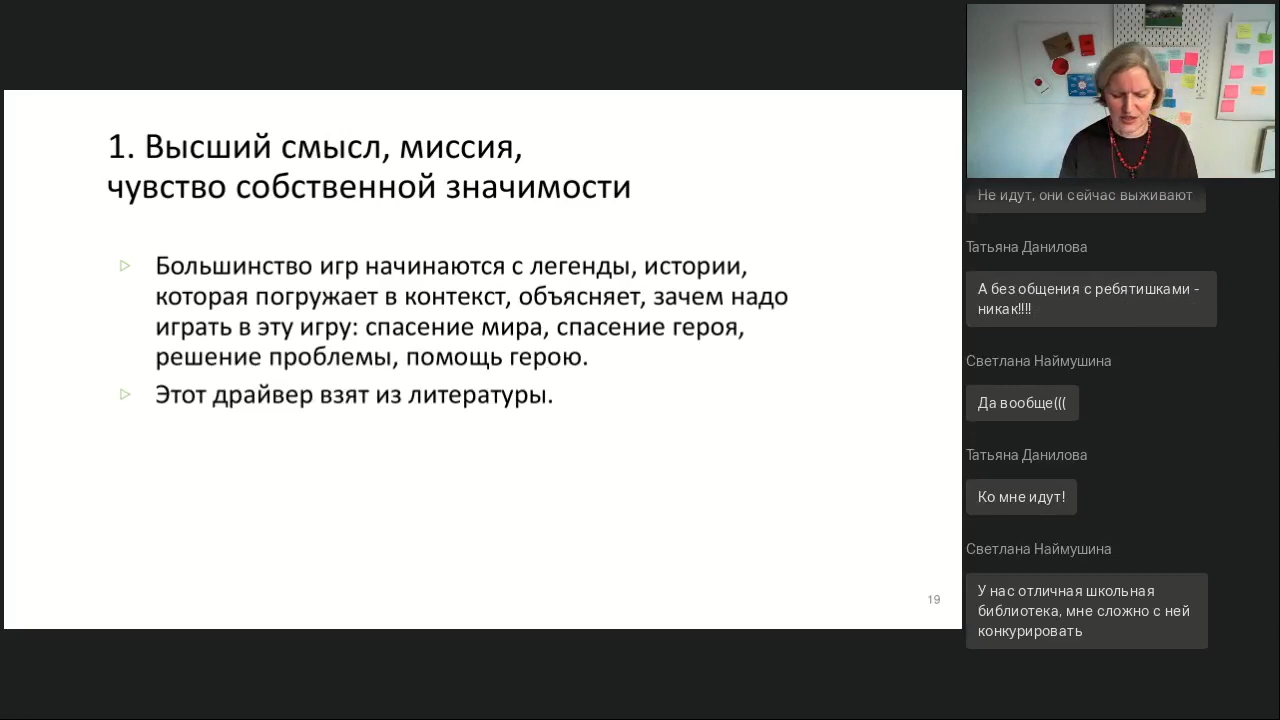 1. Высший смысл, миссия,
чувство собственной значимости
Большинство игр начинаются с легенды, истории,
которая погружает в контекст, объясняет, зачем надо
играть в эту игру: спасение мира, спасение героя,
решение проблемы, помощь герою.
Этот драйвер взят из литературы.
19
Не идут, они сейчас выживают
Татьяна Данилова
А без общения с ребятишками -
никак!!!!
Светлана Наймушина
Да вообще(((
Татьяна Данилова
Ко мне идут!
Светлана Наймушина
У нас отличная школьная
библиотека, мне сложно с ней
конкурировать